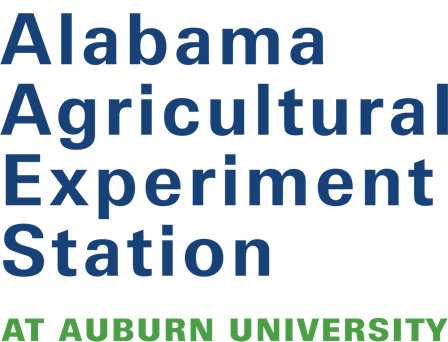 Alabama
Agricultural
Experiment
Station
AT AUBURN UNIVERSITY